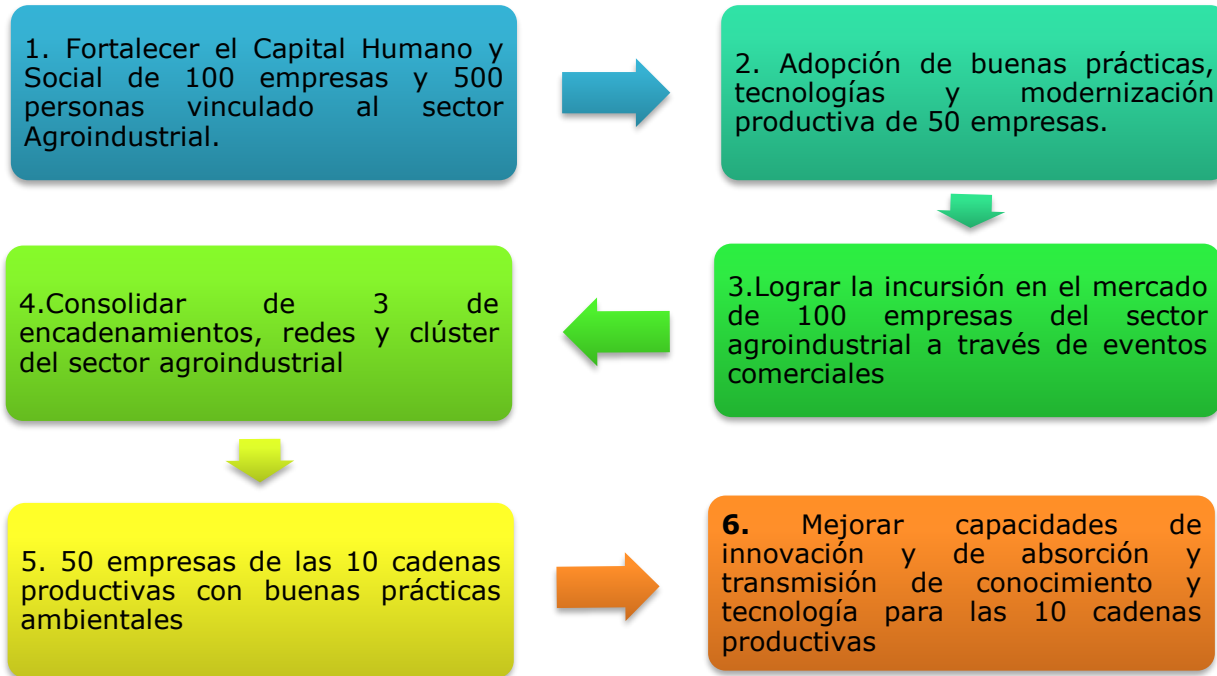 1. Fortalecer el Capital Humano y
Social de 100 empresas y 500
personas vinculado al sector
Agroindustrial.
2. Adopción de buenas prácticas,
tecnologías y modernización
productiva de 50 empresas.
3.Lograr la incursión en el mercado
de 100 empresas del sector
agroindustrial a través de eventos
comerciales
4.Consolidar de 3 de
encadenamientos, redes y clúster
del sector agroindustrial
5. 50 empresas de las 10 cadenas
productivas con buenas prácticas
ambientales
6. Mejorar capacidades de
innovación y de absorción y
transmisión de conocimiento y
tecnología para las 10 cadenas
productivas